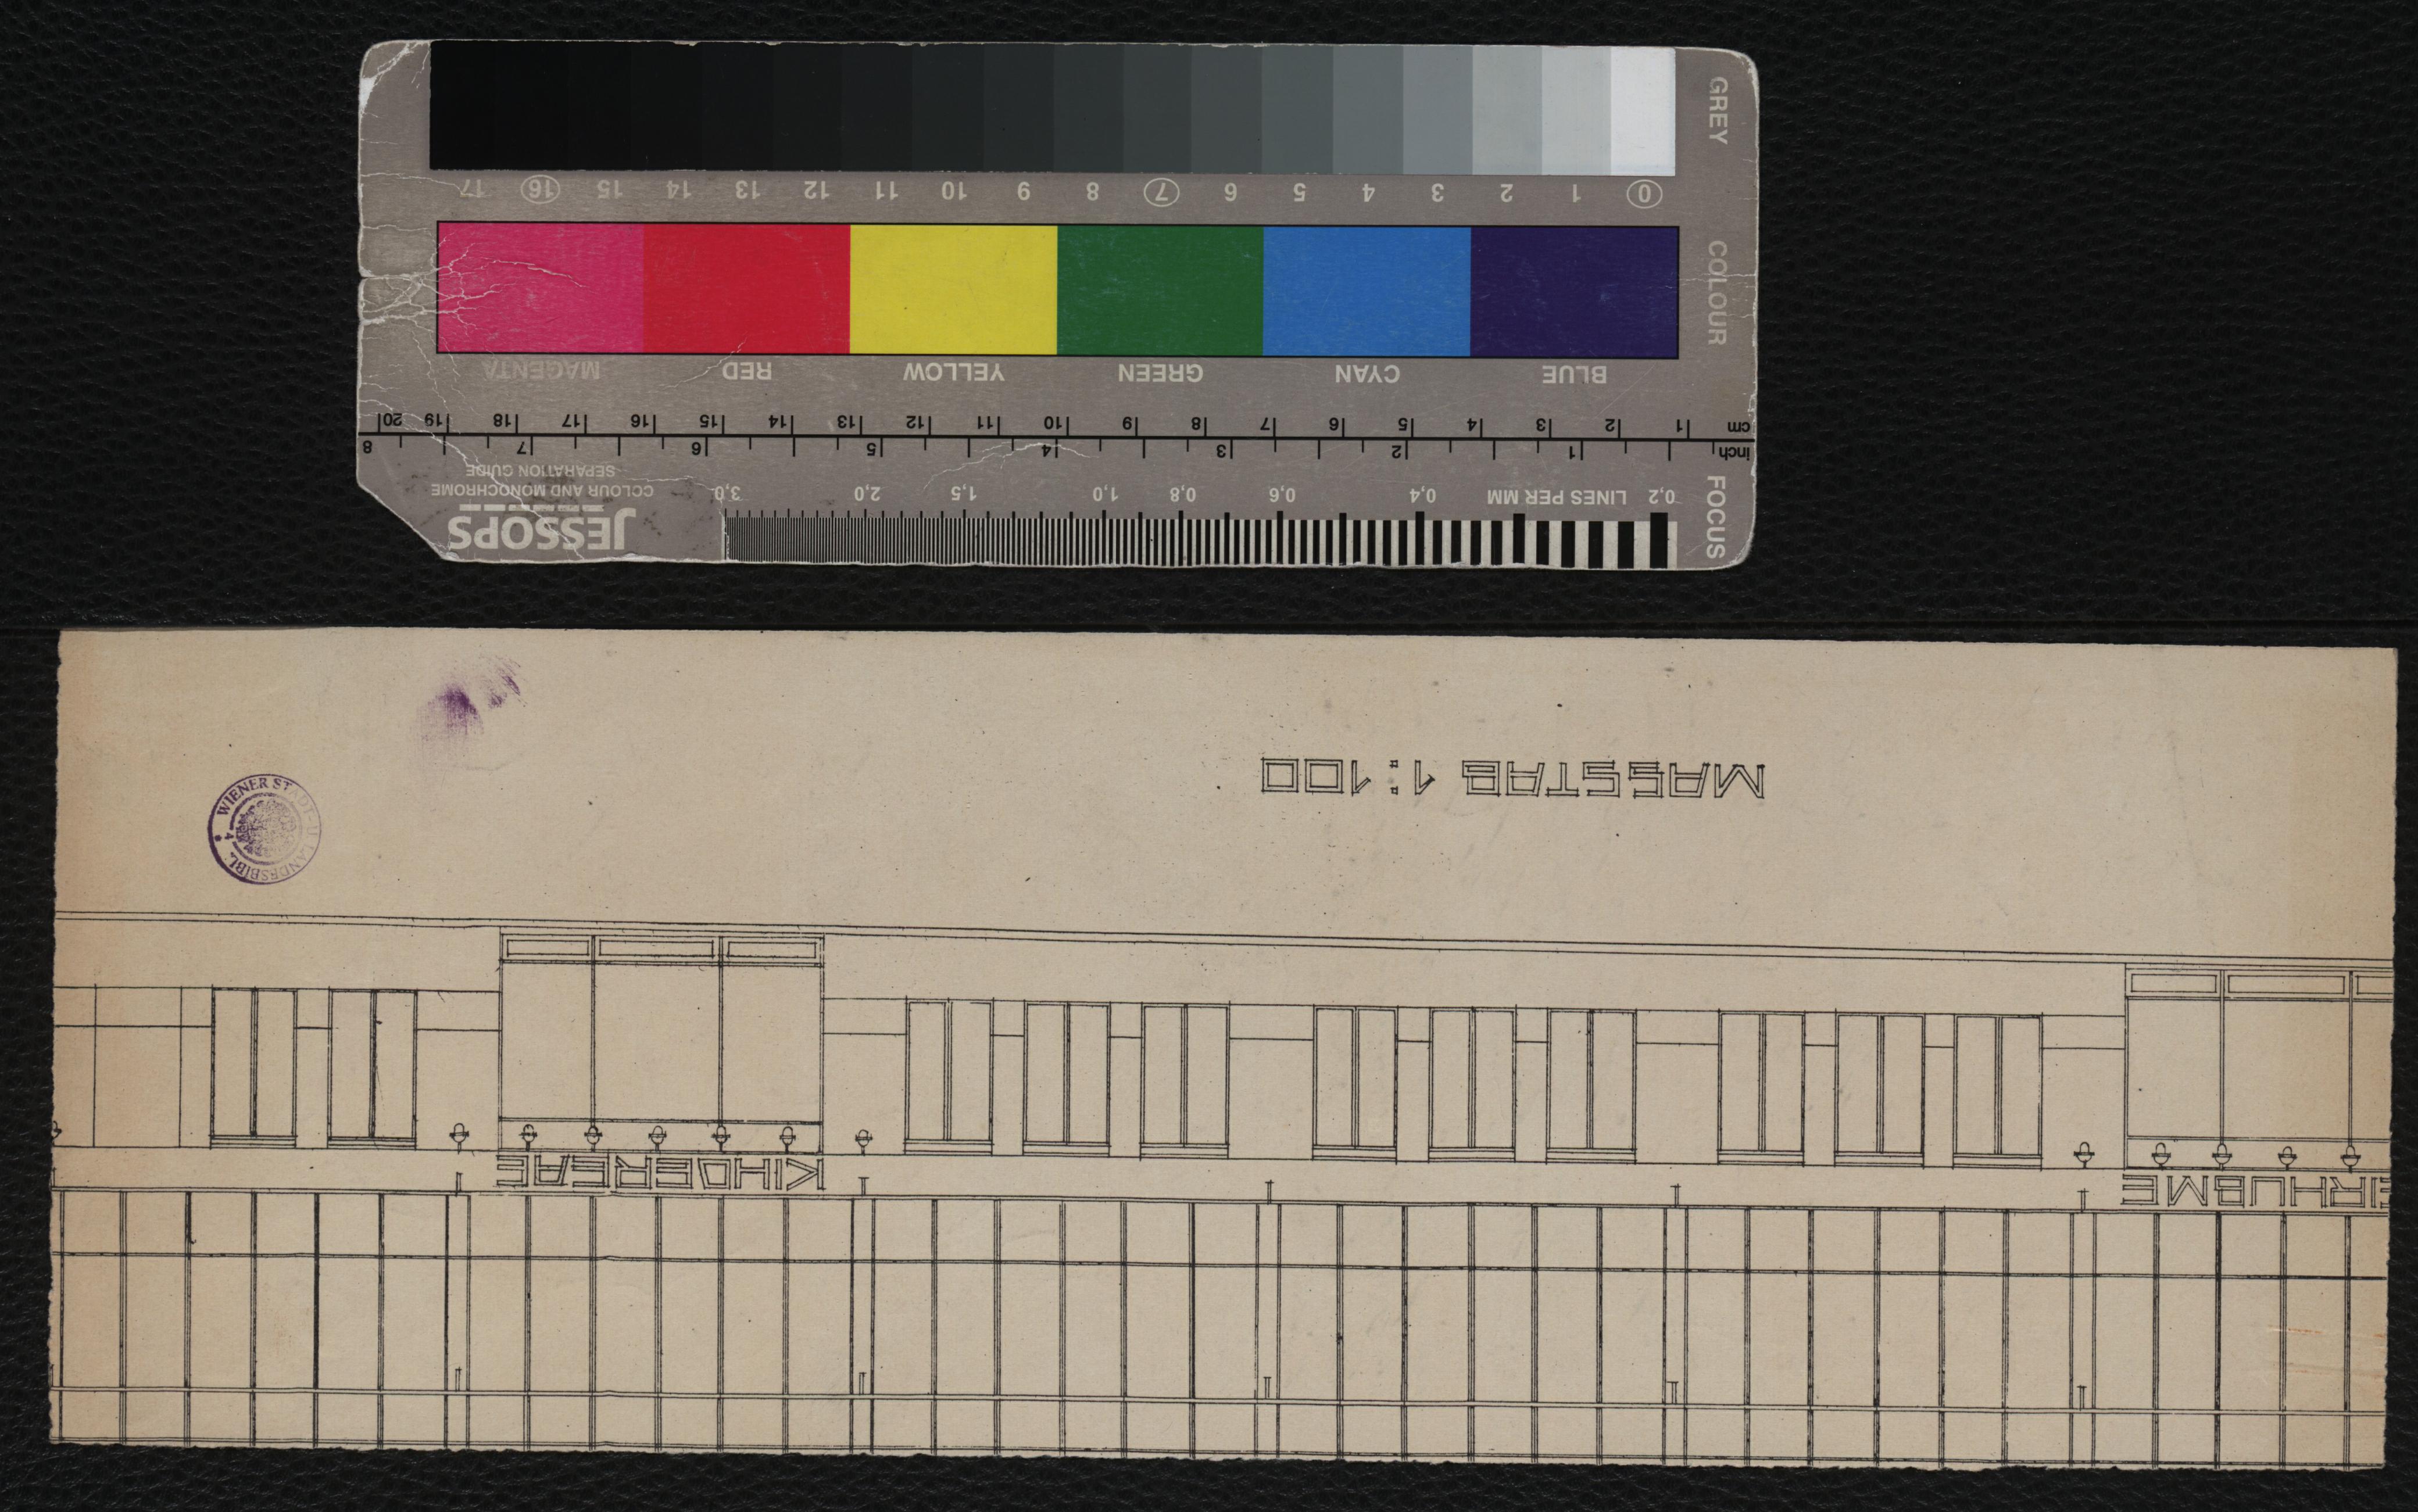 MASSTAB 1:100
WIENER STADT-U. LANDESBIBL.
FOCUS
0,2 LINES PER MM 0,4 0,6 0,8 1,0 1,5 2,0 3,0
JESSOPS
COLOUR AND MONOCHROME
SEPARATION GUIDE
inch 1 2 3 4 5 6 7 8
cm 1 2 3 4 5 6 7 8 9 10 11 12 13 14 15 16 17 18 19 20
COLOUR
BLUE CYAN GREEN YELLOW RED MAGENTA
GREY
0 1 2 3 4 5 6 7 8 9 10 11 12 13 14 15 16 17